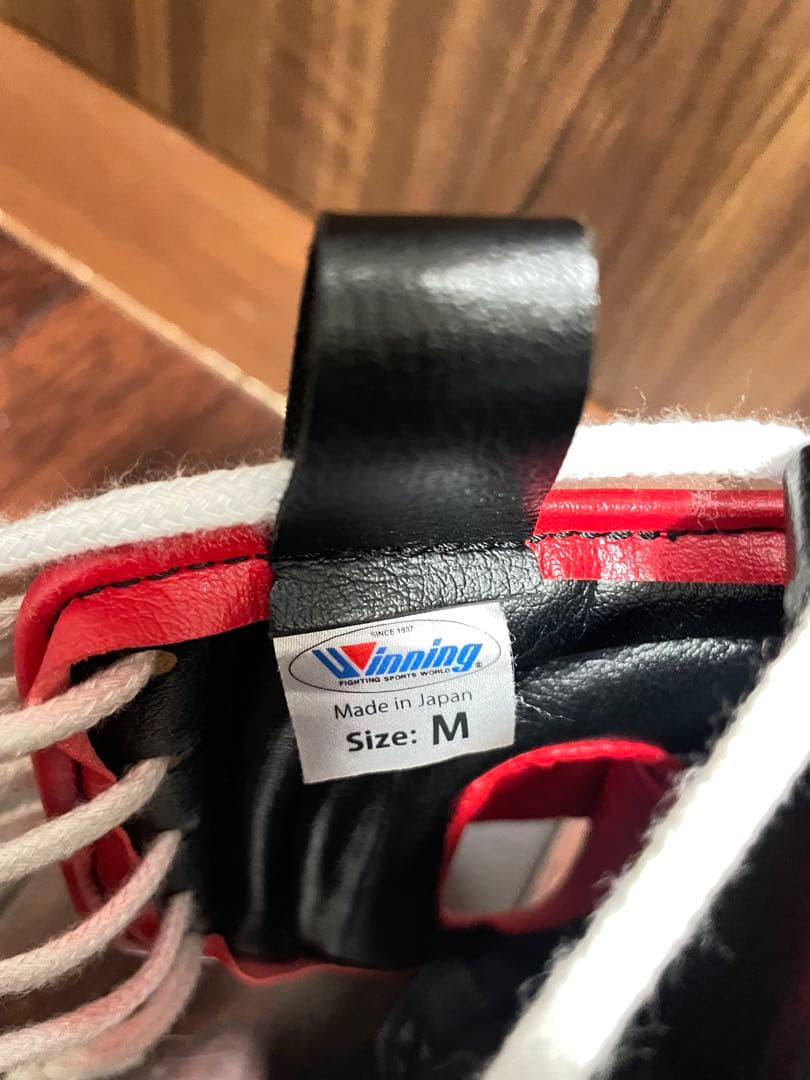 SINCE 1937
Winning®
FIGHTING SPORTS WORLD
Made in Japan
Size: M